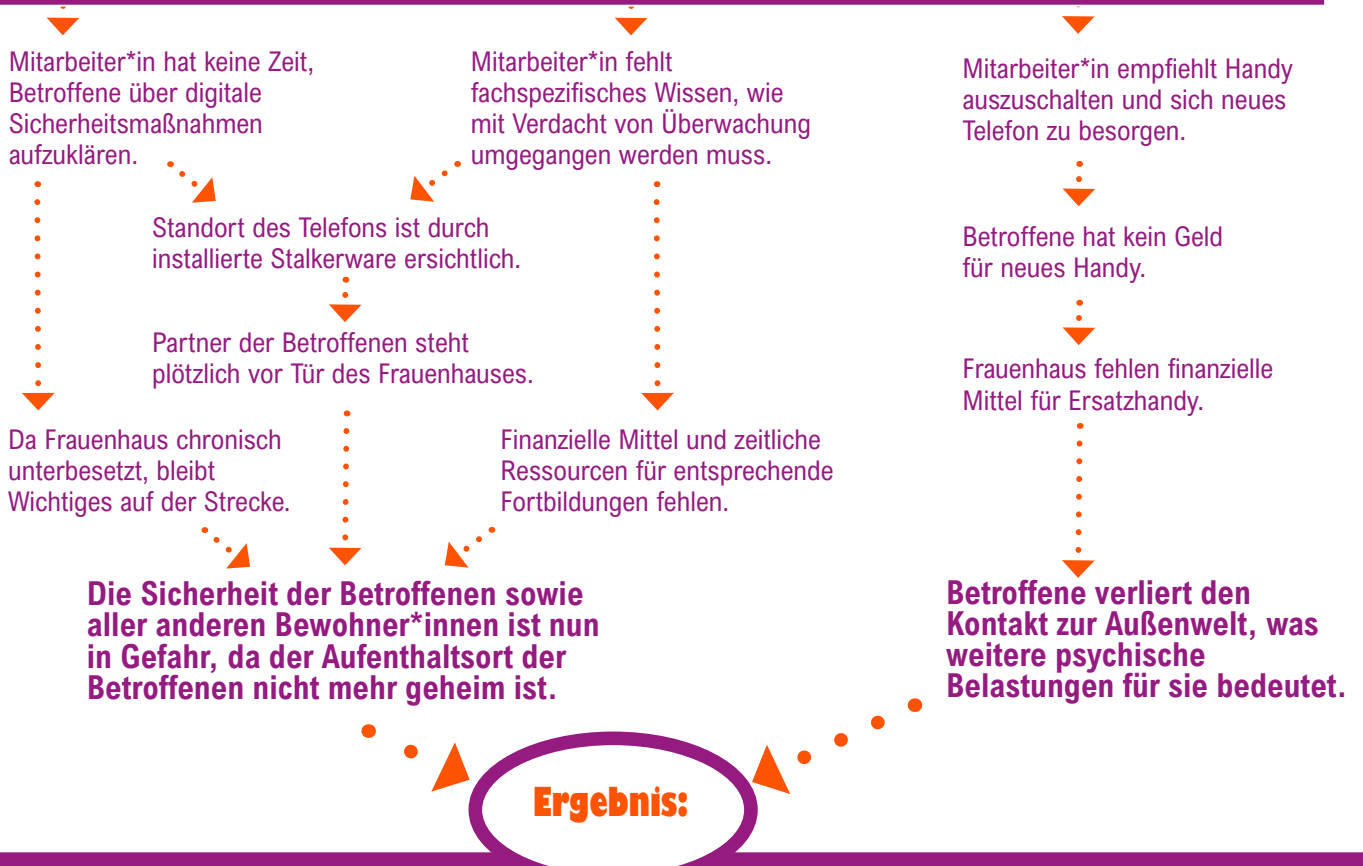 Mitarbeiter*in hat keine Zeit,
Betroffene über digitale
Sicherheitsmaßnahmen
aufzuklären.
Mitarbeiter*in fehlt
fachspezifisches Wissen, wie
mit Verdacht von Überwachung
umgegangen werden muss.
Mitarbeiter*in empfiehlt Handy
auszuschalten und sich neues
Telefon zu besorgen.
Standort des Telefons ist durch
installierte Stalkerware ersichtlich.
Betroffene hat kein Geld
für neues Handy.
Partner der Betroffenen steht
plötzlich vor Tür des Frauenhauses.
Frauenhaus fehlen finanzielle
Mittel für Ersatzhandy.
Da Frauenhaus chronisch
unterbesetzt, bleibt
Wichtiges auf der Strecke.
Finanzielle Mittel und zeitliche
Ressourcen für entsprechende
Fortbildungen fehlen.
Die Sicherheit der Betroffenen sowie
aller anderen Bewohner*innen ist nun
in Gefahr, da der Aufenthaltsort der
Betroffenen nicht mehr geheim ist.
Betroffene verliert den
Kontakt zur Außenwelt, was
weitere psychische
Belastungen für sie bedeutet.
Ergebnis: